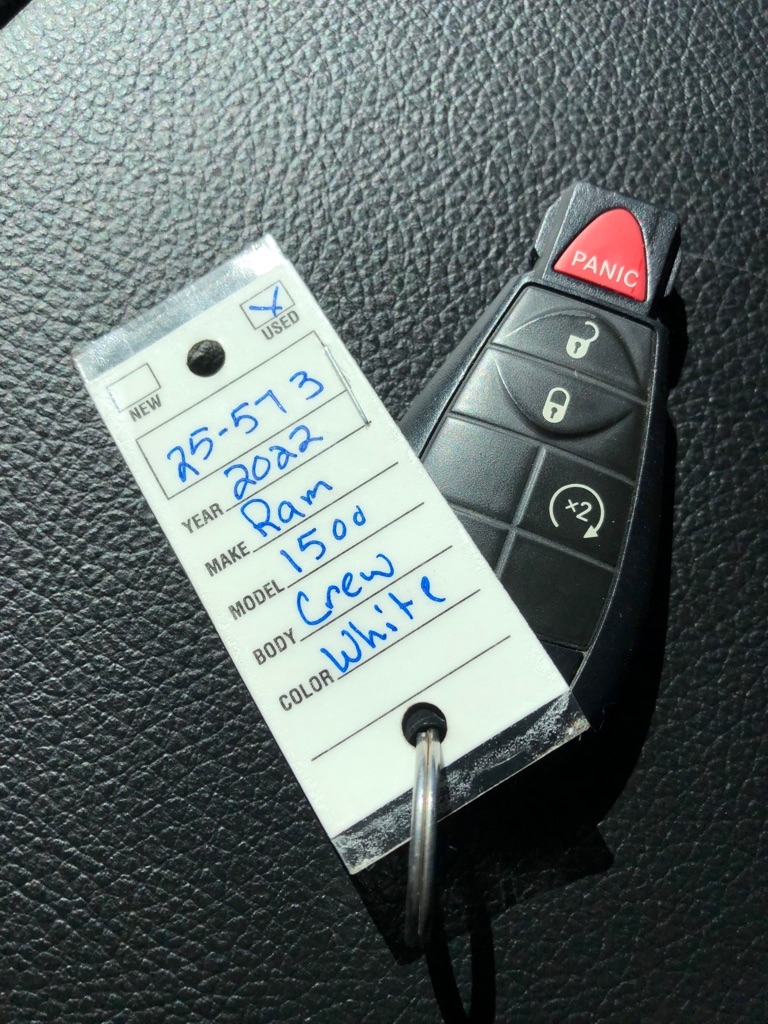 USED
NEW
25-573
YEAR 2022
MAKE Ram
MODEL 1500
BODY Crew
COLOR White
PANIC
x2